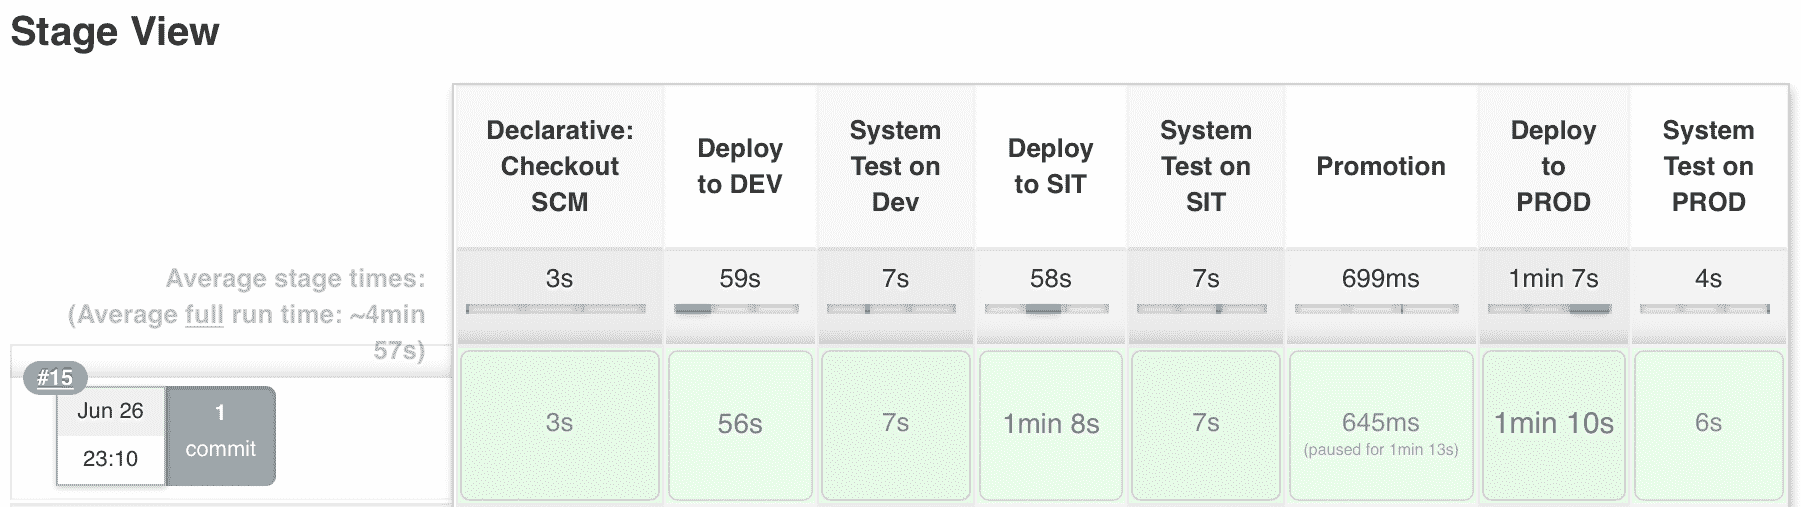 Stage View
Declarative:
Checkout
SCM
Deploy
to DEV
System
Test on
Dev
Deploy
to SIT
System
Test on
SIT
Promotion
Deploy
to
PROD
System
Test on
PROD
Average stage times:
(Average full run time: ~4min
57s)
3s
59s
7s
58s
7s
699ms
1min 7s
4s
#15
Jun 26
23:10
1
commit
3s
56s
7s
1min 8s
7s
645ms
(paused for 1min 13s)
1min 10s
6s